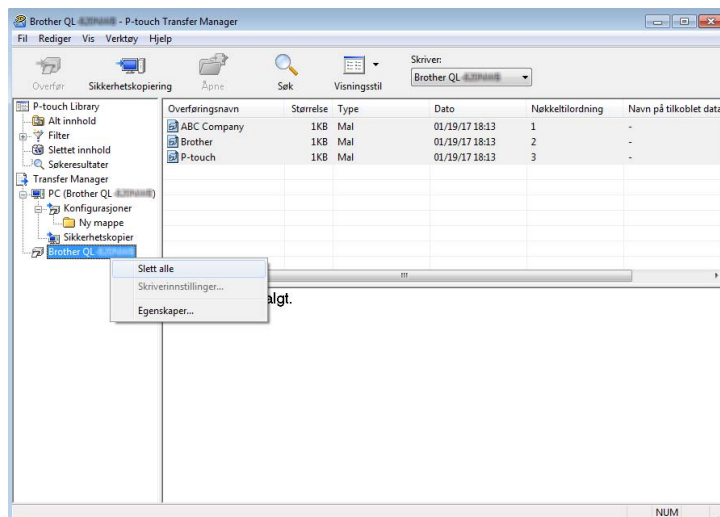 Brother QL - P-touch Transfer Manager
Fil Rediger Vis Verktøy Hjelp
Overfør Sikkerhetskopiering Åpne Søk Visningsstil
Skriver:
Brother QL
P-touch Library
Alt innhold
Filter
Slettet innhold
Søkeresultater
Transfer Manager
PC (Brother QL )
Konfigurasjoner
Ny mappe
Sikkerhetskopier
Brother QL
Overføringsnavn Størrelse Type Dato Nøkkeltilordning Navn på tilkoblet data
ABC Company 1KB Mal 01/19/17 18:13 1 -
Brother 1KB Mal 01/19/17 18:13 2 -
P-touch 1KB Mal 01/19/17 18:13 3 -
Slett alle
Skriverinnstillinger...
Egenskaper...
algt.
NUM